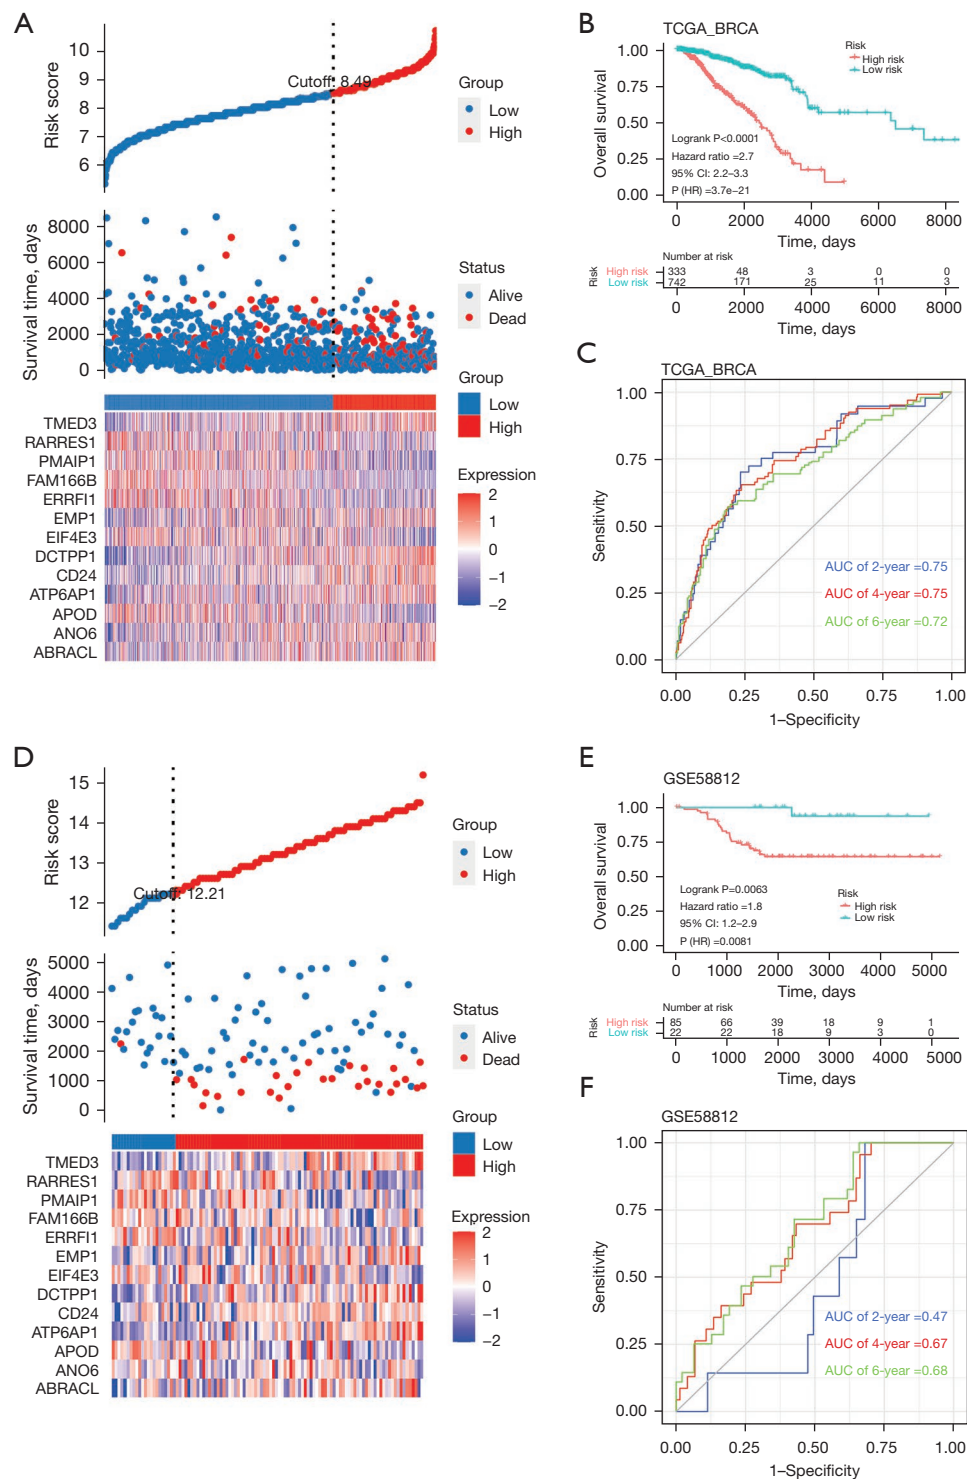 A
Risk score
10
9
8
7
6
Cutoff: 8.49
Group
Low
High
Survival time, days
8000
6000
4000
2000
0
Status
Alive
Dead
Group
Low
High
TMED3
RARRES1
PMAIP1
FAM166B
ERRFI1
EMP1
EIF4E3
DCTPP1
CD24
ATP6AP1
APOD
ANO6
ABRACL
Expression
2
1
0
−1
−2
B
TCGA_BRCA
Overall survival
1.00
0.75
0.50
0.25
0.00
Risk
High risk
Low risk
Logrank P<0.0001
Hazard ratio =2.7
95% CI: 2.2–3.3
P (HR) =3.7e−21
0 2000 4000 6000 8000
Time, days
Number at risk
Risk
High risk 333 48 3 0 0
Low risk 742 171 25 11 3
0 2000 4000 6000 8000
Time, days
C
TCGA_BRCA
Sensitivity
1.00
0.75
0.50
0.25
0.00
AUC of 2-year =0.75
AUC of 4-year =0.75
AUC of 6-year =0.72
0.00 0.25 0.50 0.75 1.00
1–Specificity
D
Risk score
15
14
13
12
Cutoff: 12.21
Group
Low
High
Survival time, days
5000
4000
3000
2000
1000
0
Status
Alive
Dead
Group
Low
High
TMED3
RARRES1
PMAIP1
FAM166B
ERRFI1
EMP1
EIF4E3
DCTPP1
CD24
ATP6AP1
APOD
ANO6
ABRACL
Expression
2
1
0
−1
−2
E
GSE58812
Overall survival
1.00
0.75
0.50
0.25
0.00
Logrank P=0.0063
Hazard ratio =1.8
95% CI: 1.2–2.9
P (HR) =0.0081
Risk
High risk
Low risk
0 1000 2000 3000 4000 5000
Time, days
Number at risk
Risk
High risk 85 66 39 18 9 1
Low risk 22 22 18 9 3 0
0 1000 2000 3000 4000 5000
Time, days
F
GSE58812
Sensitivity
1.00
0.75
0.50
0.25
0.00
AUC of 2-year =0.47
AUC of 4-year =0.67
AUC of 6-year =0.68
0.00 0.25 0.50 0.75 1.00
1–Specificity